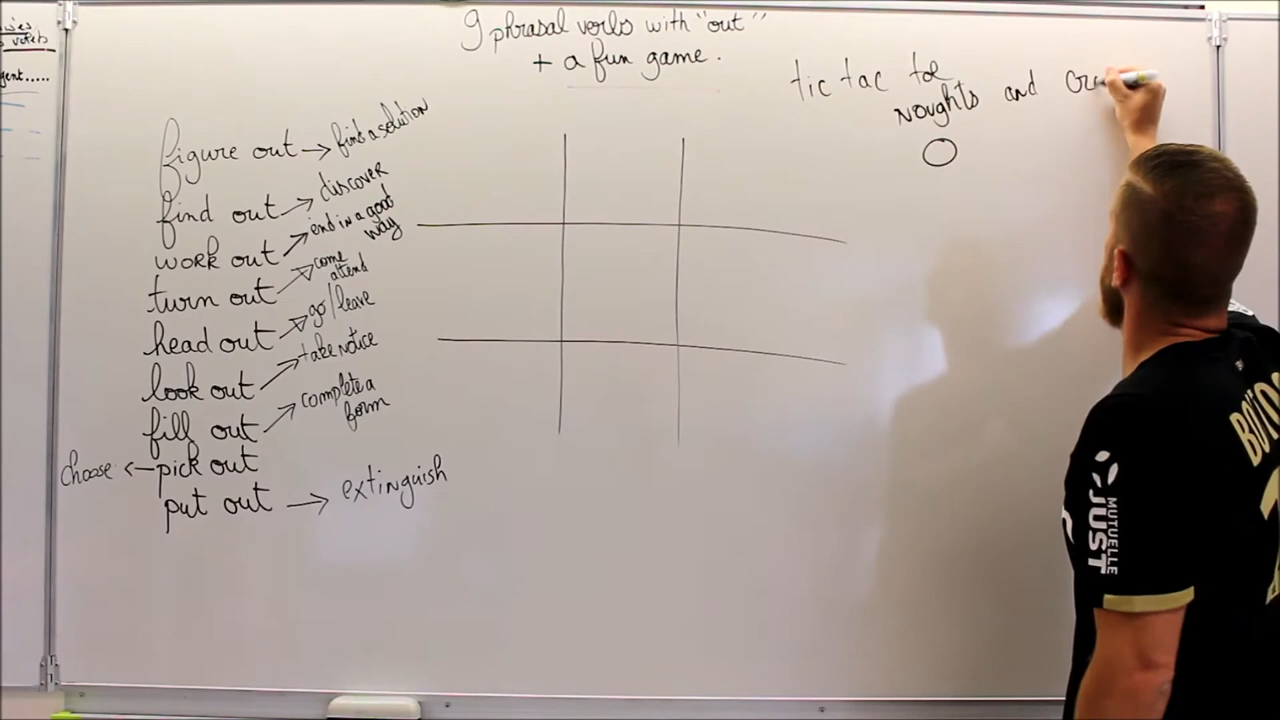 9 phrasal verbs with "out"
+ a fun game.
tic tac toe
noughts and
figure out → find a solution
find out → discover
work out → end in a good
way
turn out → come
attend
head out → go/leave
look out → take notice
fill out → complete a
form
choose ← pick out
put out → extinguish
MUTUELLE
JUST